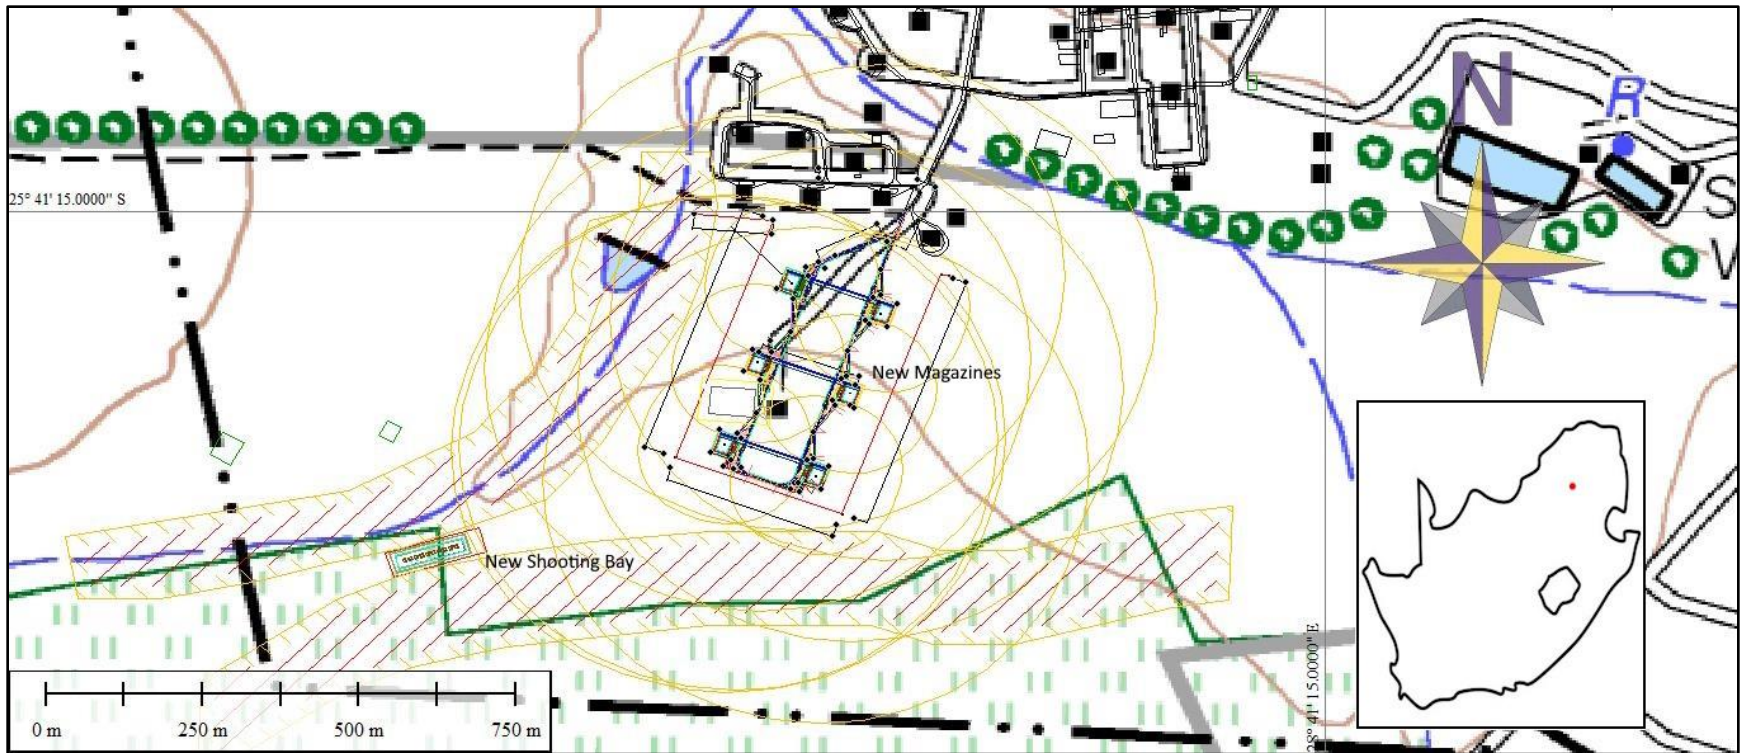 N
R
25° 41' 15.0000" S
S
V
New Magazines
New Shooting Bay
28° 41' 15.0000" E
0 m
250 m
500 m
750 m